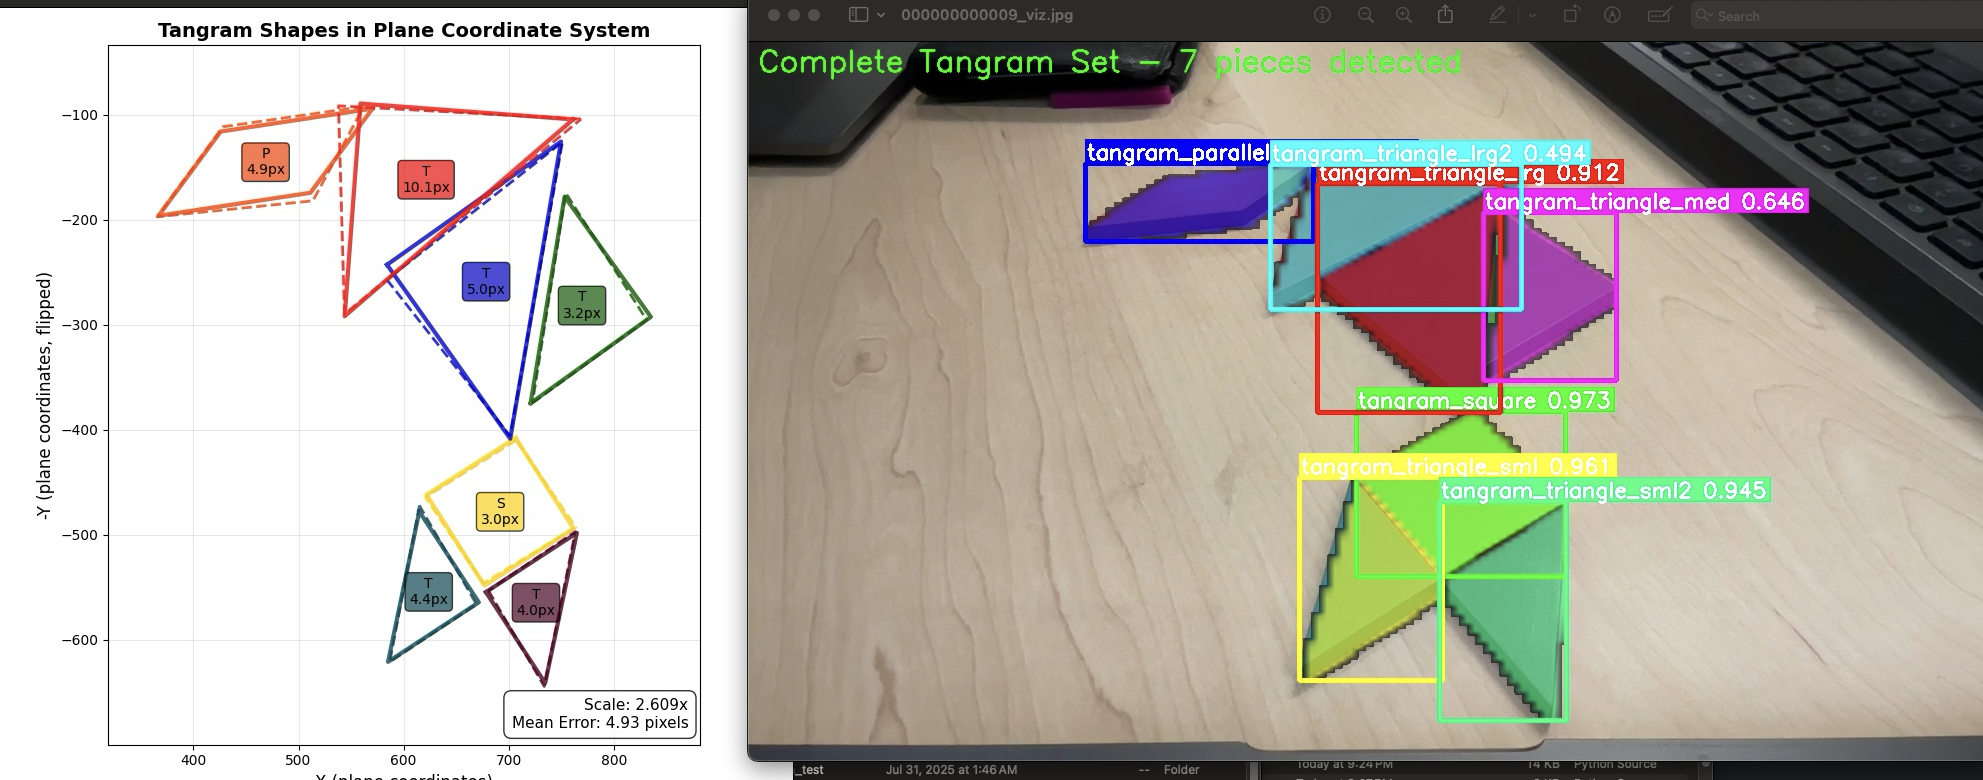 Tangram Shapes in Plane Coordinate System
-100
-200
-300
-400
-500
-600
-Y (plane coordinates, flipped)
P
4.9px
T
10.1px
T
5.0px
T
3.2px
S
3.0px
T
4.4px
T
4.0px
Scale: 2.609x
Mean Error: 4.93 pixels
400
500
600
700
800
X (plane coordinates)
000000000009_viz.jpg
Search
Complete Tangram Set - 7 pieces detected
tangram_parallel
tangram_triangle_lrg2 0.494
tangram_triangle_lrg 0.912
tangram_triangle_med 0.646
tangram_square 0.973
tangram_triangle_sml 0.961
tangram_triangle_sml2 0.945
_test
Jul 31, 2025 at 1:46 AM
--
Folder
Today at 9:24 PM
14 KB
Python Source